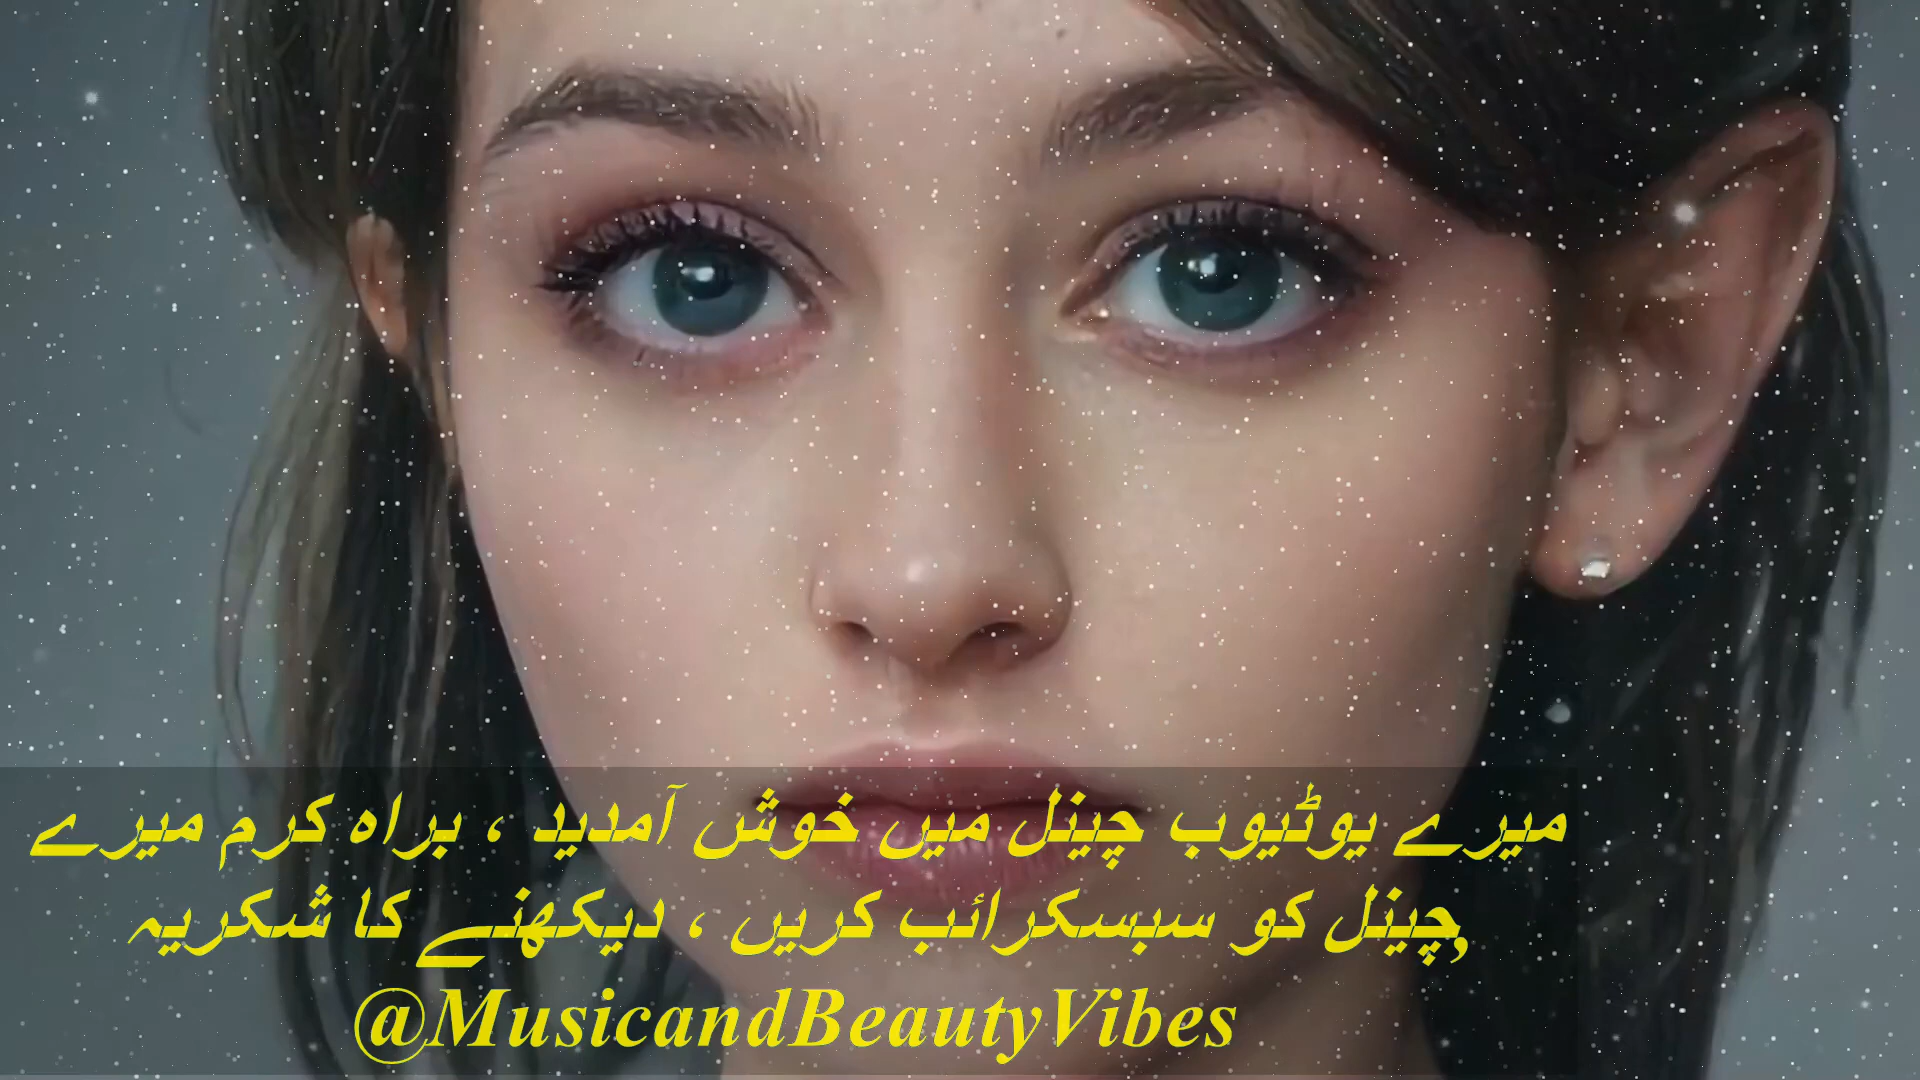 میرے یوٹیوب چینل میں خوش آمدید ، براہ کرم میرے
چینل کو سبسکرائب کریں ، دیکھنے کا شکریہ,
@MusicandBeautyVibes